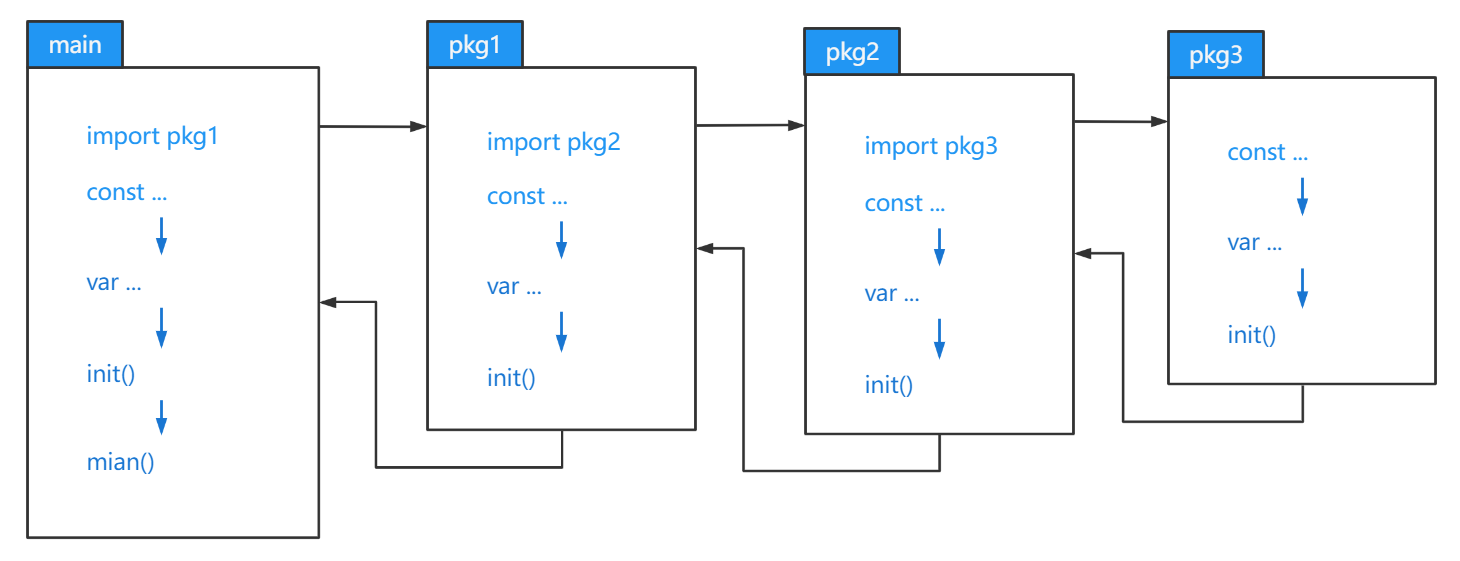 main
import pkg1
const ...
var ...
init()
mian()
pkg1
import pkg2
const ...
var ...
init()
pkg2
import pkg3
const ...
var ...
init()
pkg3
const ...
var ...
init()